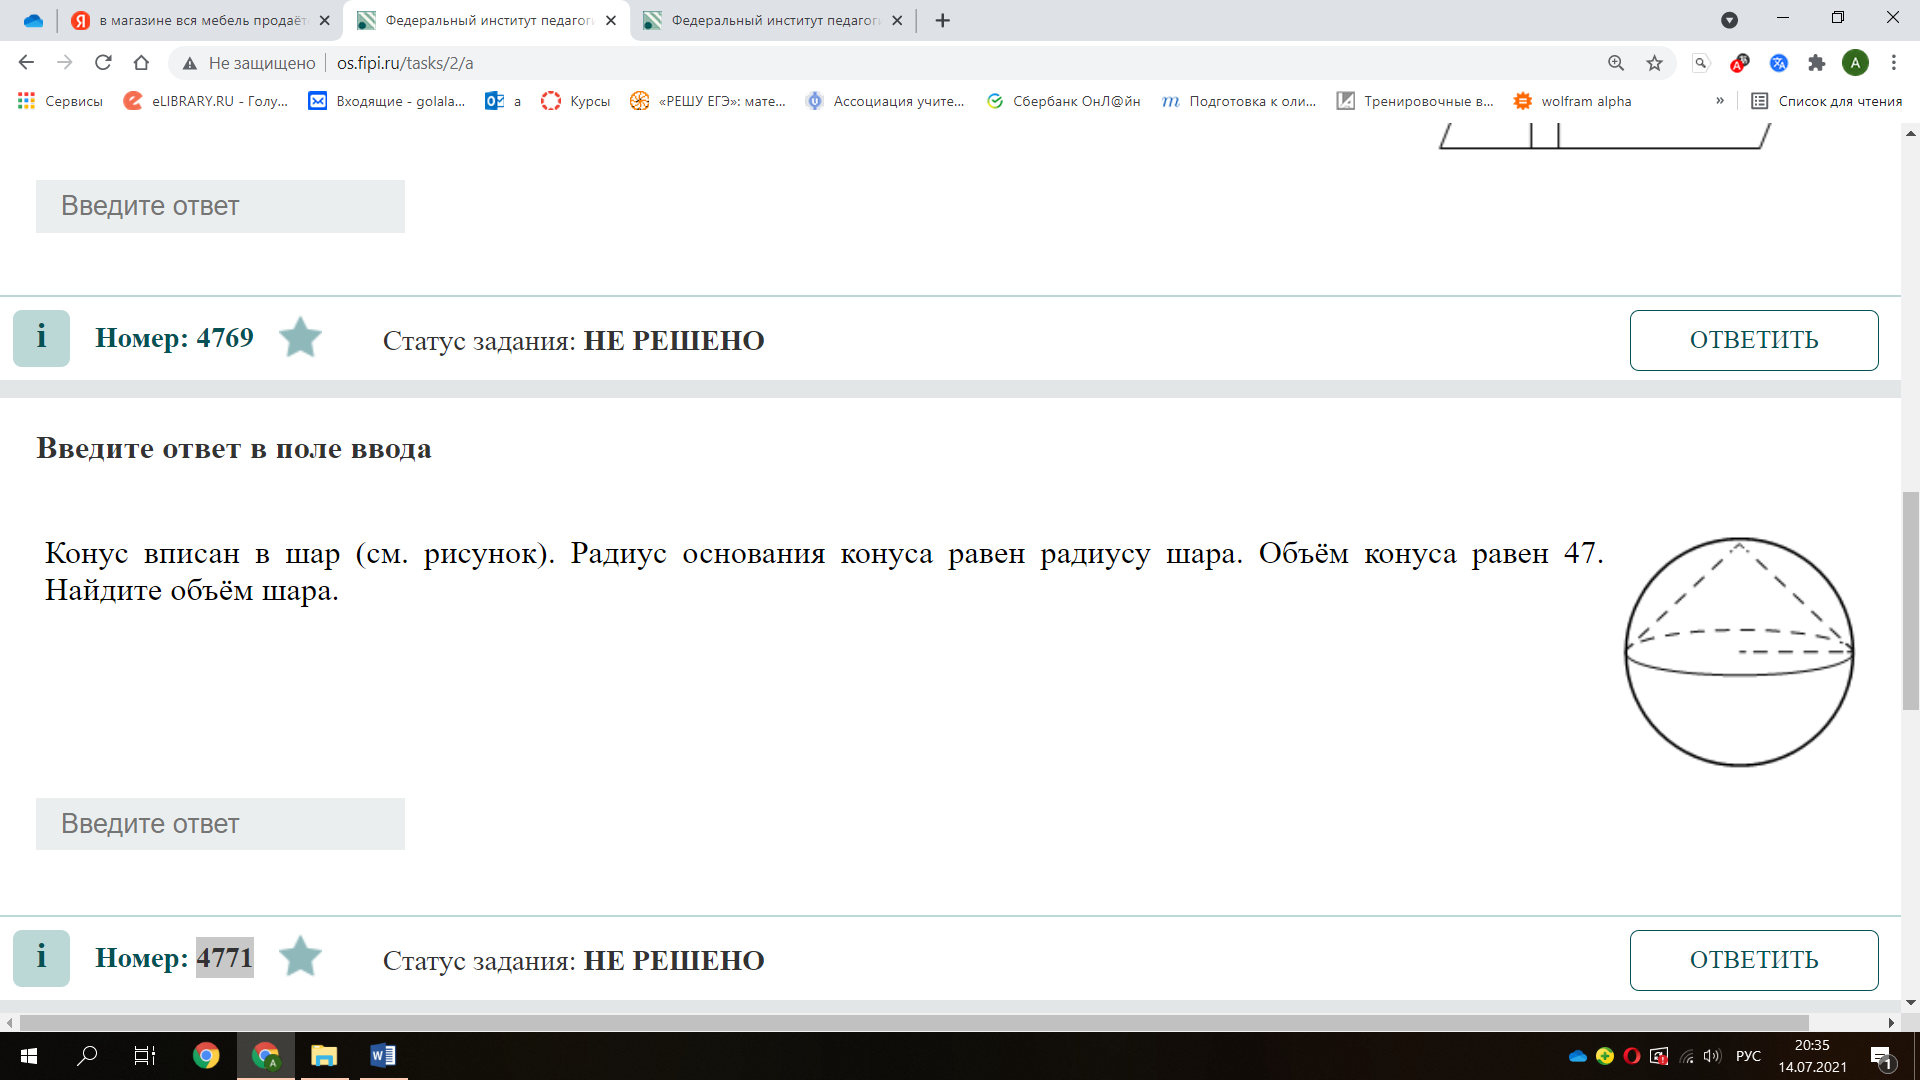 в магазине вся мебель продаёт
Федеральный институт педагоги
Федеральный институт педагоги
Не защищено os.fipi.ru/tasks/2/a
Сервисы eLIBRARY.RU - Голу... Входящие - golala... а Курсы «РЕШУ ЕГЭ»: мате... Ассоциация учите... Сбербанк ОнЛ@йн Подготовка к оли... Тренировочные в... wolfram alpha » Список для чтения
Введите ответ
i Номер: 4769 Статус задания: НЕ РЕШЕНО ОТВЕТИТЬ
Введите ответ в поле ввода
Конус вписан в шар (см. рисунок). Радиус основания конуса равен радиусу шара. Объём конуса равен 47.
Найдите объём шара.
Введите ответ
i Номер: 4771 Статус задания: НЕ РЕШЕНО ОТВЕТИТЬ
РУС
20:35
14.07.2021
1